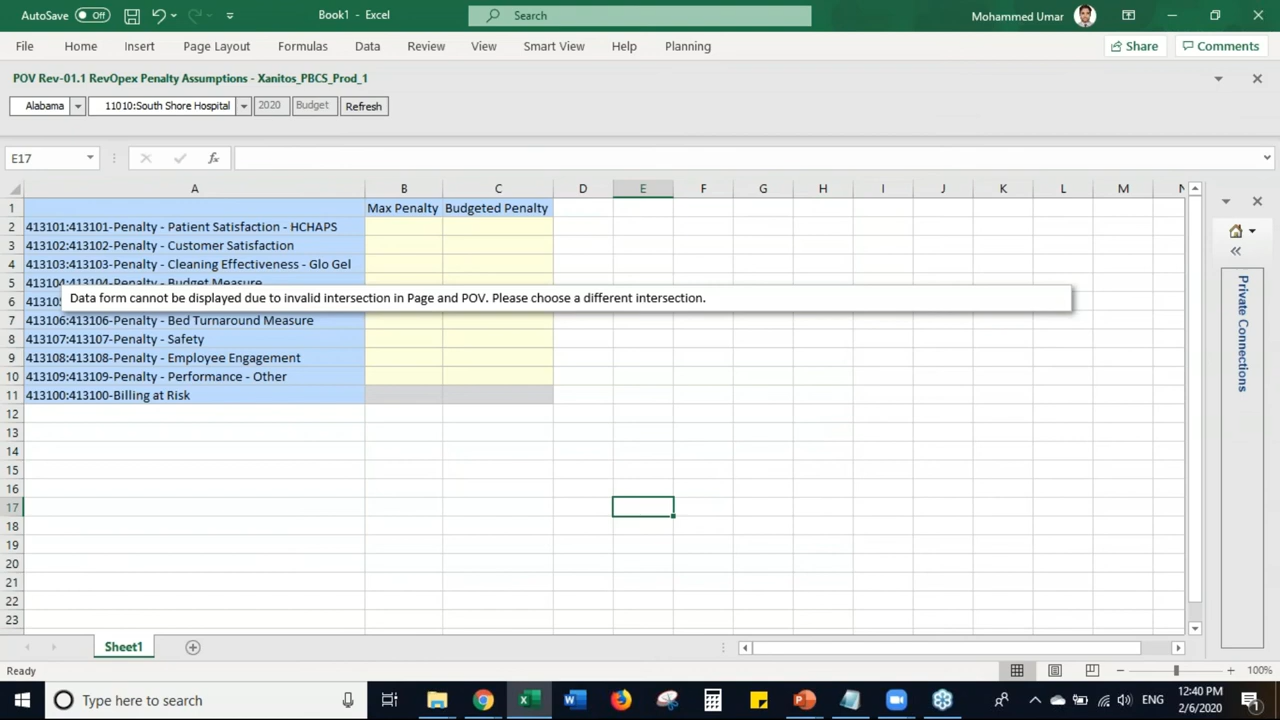 AutoSave Off
Book1 - Excel
Search
Mohammed Umar
File Home Insert Page Layout Formulas Data Review View Smart View Help Planning
Share Comments
POV Rev-01.1 RevOpex Penalty Assumptions - Xanitos_PBCS_Prod_1
Alabama 11010:South Shore Hospital 2020 Budget Refresh
E17 fx
A B C D E F G H I J K L M N
1 Max Penalty Budgeted Penalty
2 413101:413101-Penalty - Patient Satisfaction - HCHAPS
3 413102:413102-Penalty - Customer Satisfaction
4 413103:413103-Penalty - Cleaning Effectiveness - Glo Gel
5 413104:413104-Penalty - Budget Measure
6 41310
Data form cannot be displayed due to invalid intersection in Page and POV. Please choose a different intersection.
7 413106:413106-Penalty - Bed Turnaround Measure
8 413107:413107-Penalty - Safety
9 413108:413108-Penalty - Employee Engagement
10 413109:413109-Penalty - Performance - Other
11 413100:413100-Billing at Risk
12
13
14
15
16
17
18
19
20
21
22
23
Private Connections
Sheet1
Ready
100%
Type here to search
ENG
12:40 PM
2/6/2020